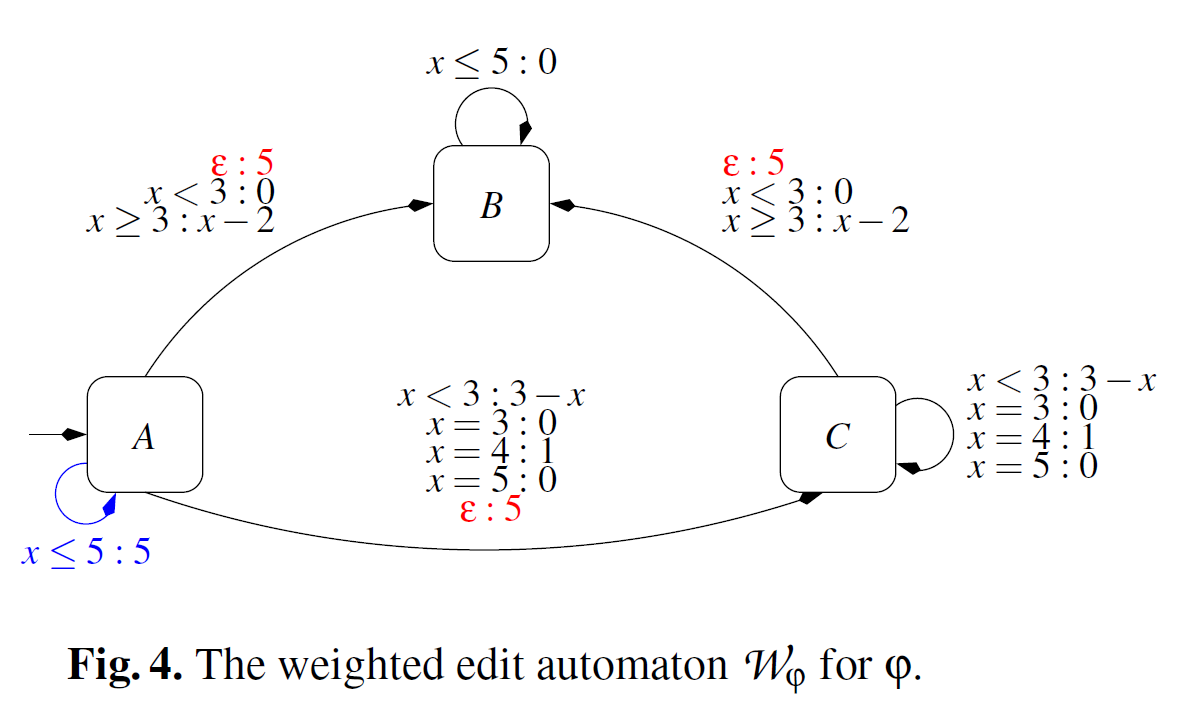 x ≤ 5 : 0
ε : 5
x < 3 : 0
x ≥ 3 : x − 2
ε : 5
x < 3 : 0
x ≥ 3 : x − 2
B
A
x ≤ 5 : 5
x < 3 : 3 − x
x = 3 : 0
x = 4 : 1
x = 5 : 0
ε : 5
C
x < 3 : 3 − x
x = 3 : 0
x = 4 : 1
x = 5 : 0
Fig. 4. The weighted edit automaton 𝒲φ for φ.